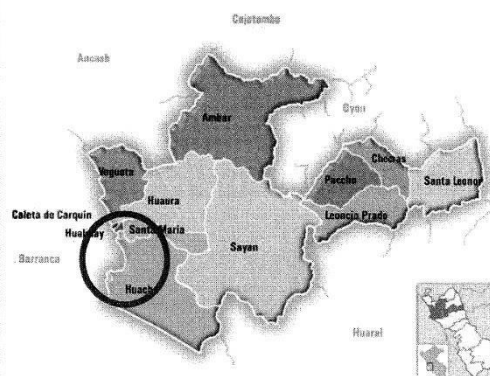 Cajatambo
Ancash
Oyon
Ambar
Checras
Vegueta
Paccho
Santa Leonor
Huaura
Leoncio Prado
Caleta de Carquin
Hualmay
Santa Maria
Sayan
Barranca
Huacho
Huaral